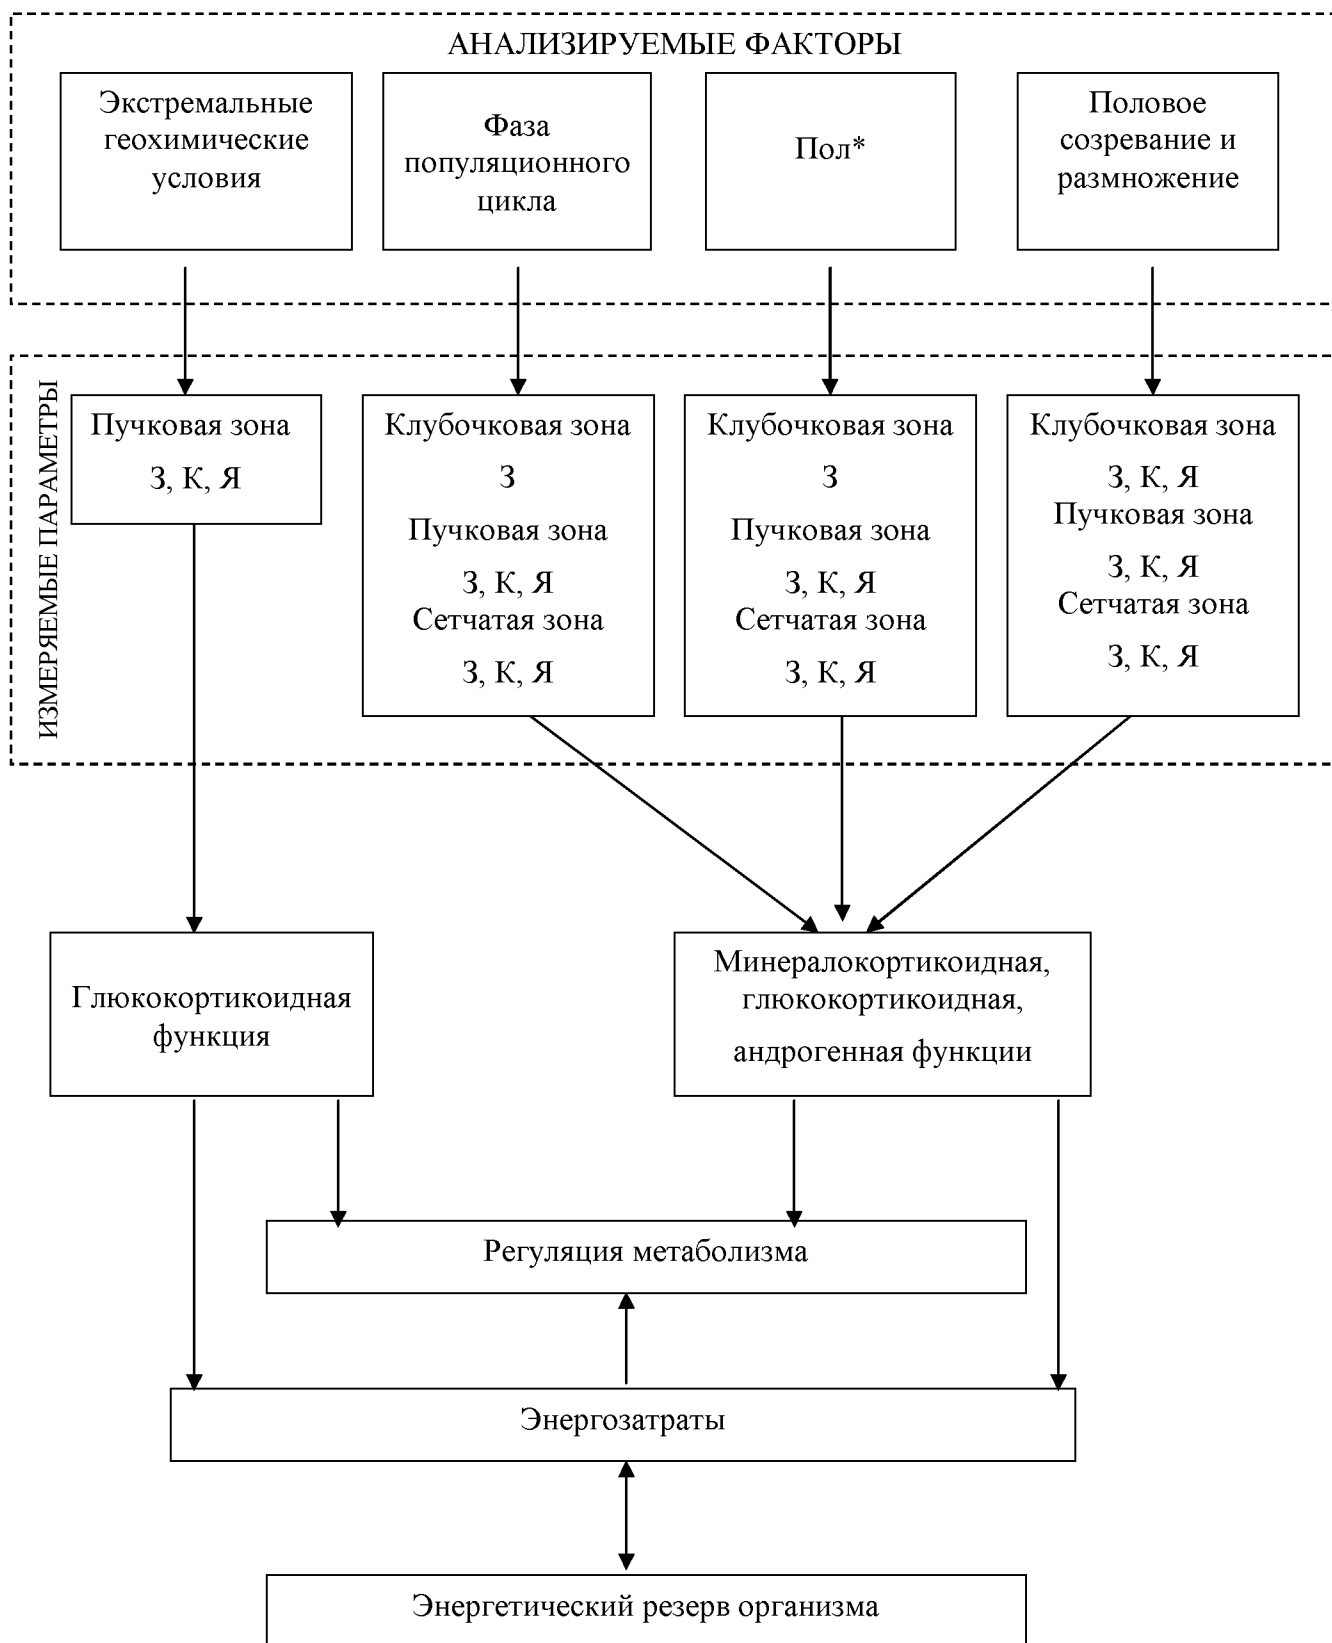 АНАЛИЗИРУЕМЫЕ ФАКТОРЫ
Экстремальные
геохимические
условия
Фаза
популяционного
цикла
Пол*
Половое
созревание и
размножение
ИЗМЕРЯЕМЫЕ ПАРАМЕТРЫ
Пучковая зона
З, К, Я
Клубочковая зона
З
Пучковая зона
З, К, Я
Сетчатая зона
З, К, Я
Клубочковая зона
З
Пучковая зона
З, К, Я
Сетчатая зона
З, К, Я
Клубочковая зона
З, К, Я
Пучковая зона
З, К, Я
Сетчатая зона
З, К, Я
Глюкокортикоидная
функция
Минералокортикоидная,
глюкокортикоидная,
андрогенная функции
Регуляция метаболизма
Энергозатраты
Энергетический резерв организма